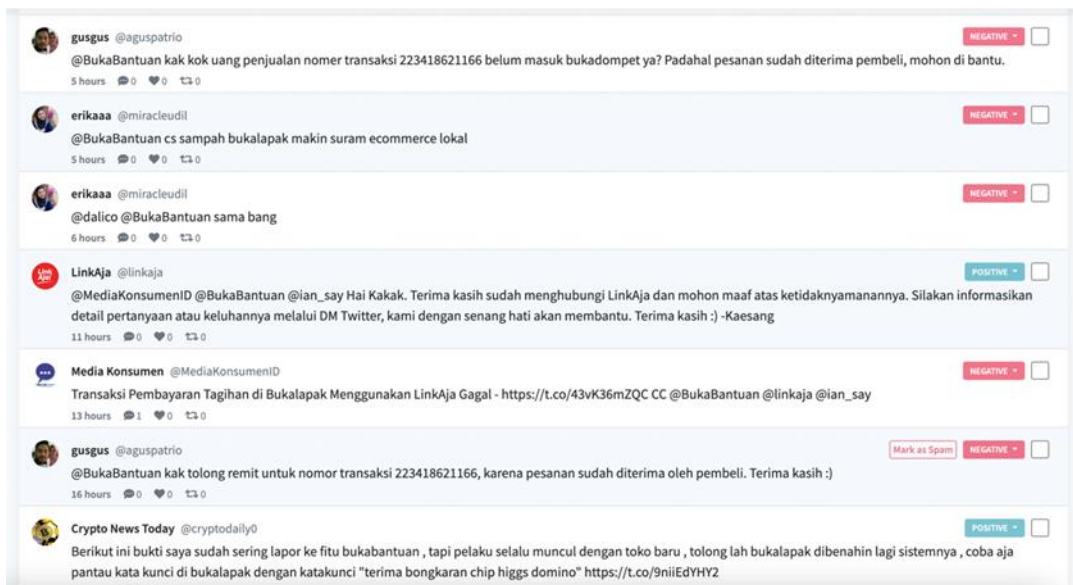 gusgus @aguspatrio NEGATIVE
@BukaBantuan kak kok uang penjualan nomer transaksi 223418621166 belum masuk bukadompet ya? Padahal pesanan sudah diterima pembeli, mohon di bantu.
5 hours 0 0 0
erikaaa @miracleudil NEGATIVE
@BukaBantuan cs sampah bukalapak makin suram ecommerce lokal
5 hours 0 0 0
erikaaa @miracleudil NEGATIVE
@dalico @BukaBantuan sama bang
6 hours 0 0 0
LinkAja @linkaja POSITIVE
@MediaKonsumenID @BukaBantuan @ian_say Hai Kakak. Terima kasih sudah menghubungi LinkAja dan mohon maaf atas ketidaknyamanannya. Silakan informasikan
detail pertanyaan atau keluhannya melalui DM Twitter, kami dengan senang hati akan membantu. Terima kasih :) -Kaesang
11 hours 0 0 0
Media Konsumen @MediaKonsumenID NEGATIVE
Transaksi Pembayaran Tagihan di Bukalapak Menggunakan LinkAja Gagal - https://t.co/43vK36mZQC CC @BukaBantuan @linkaja @ian_say
13 hours 1 0 0
gusgus @aguspatrio Mark as Spam NEGATIVE
@BukaBantuan kak tolong remit untuk nomor transaksi 223418621166, karena pesanan sudah diterima oleh pembeli. Terima kasih :)
16 hours 0 0 0
Crypto News Today @cryptodaily0 POSITIVE
Berikut ini bukti saya sudah sering lapor ke fitu bukabantuan , tapi pelaku selalu muncul dengan toko baru , tolong lah bukalapak dibenahin lagi sistemnya , coba aja
pantau kata kunci di bukalapak dengan katakunci "terima bongkaran chip higgs domino" https://t.co/9niiEdYHY2